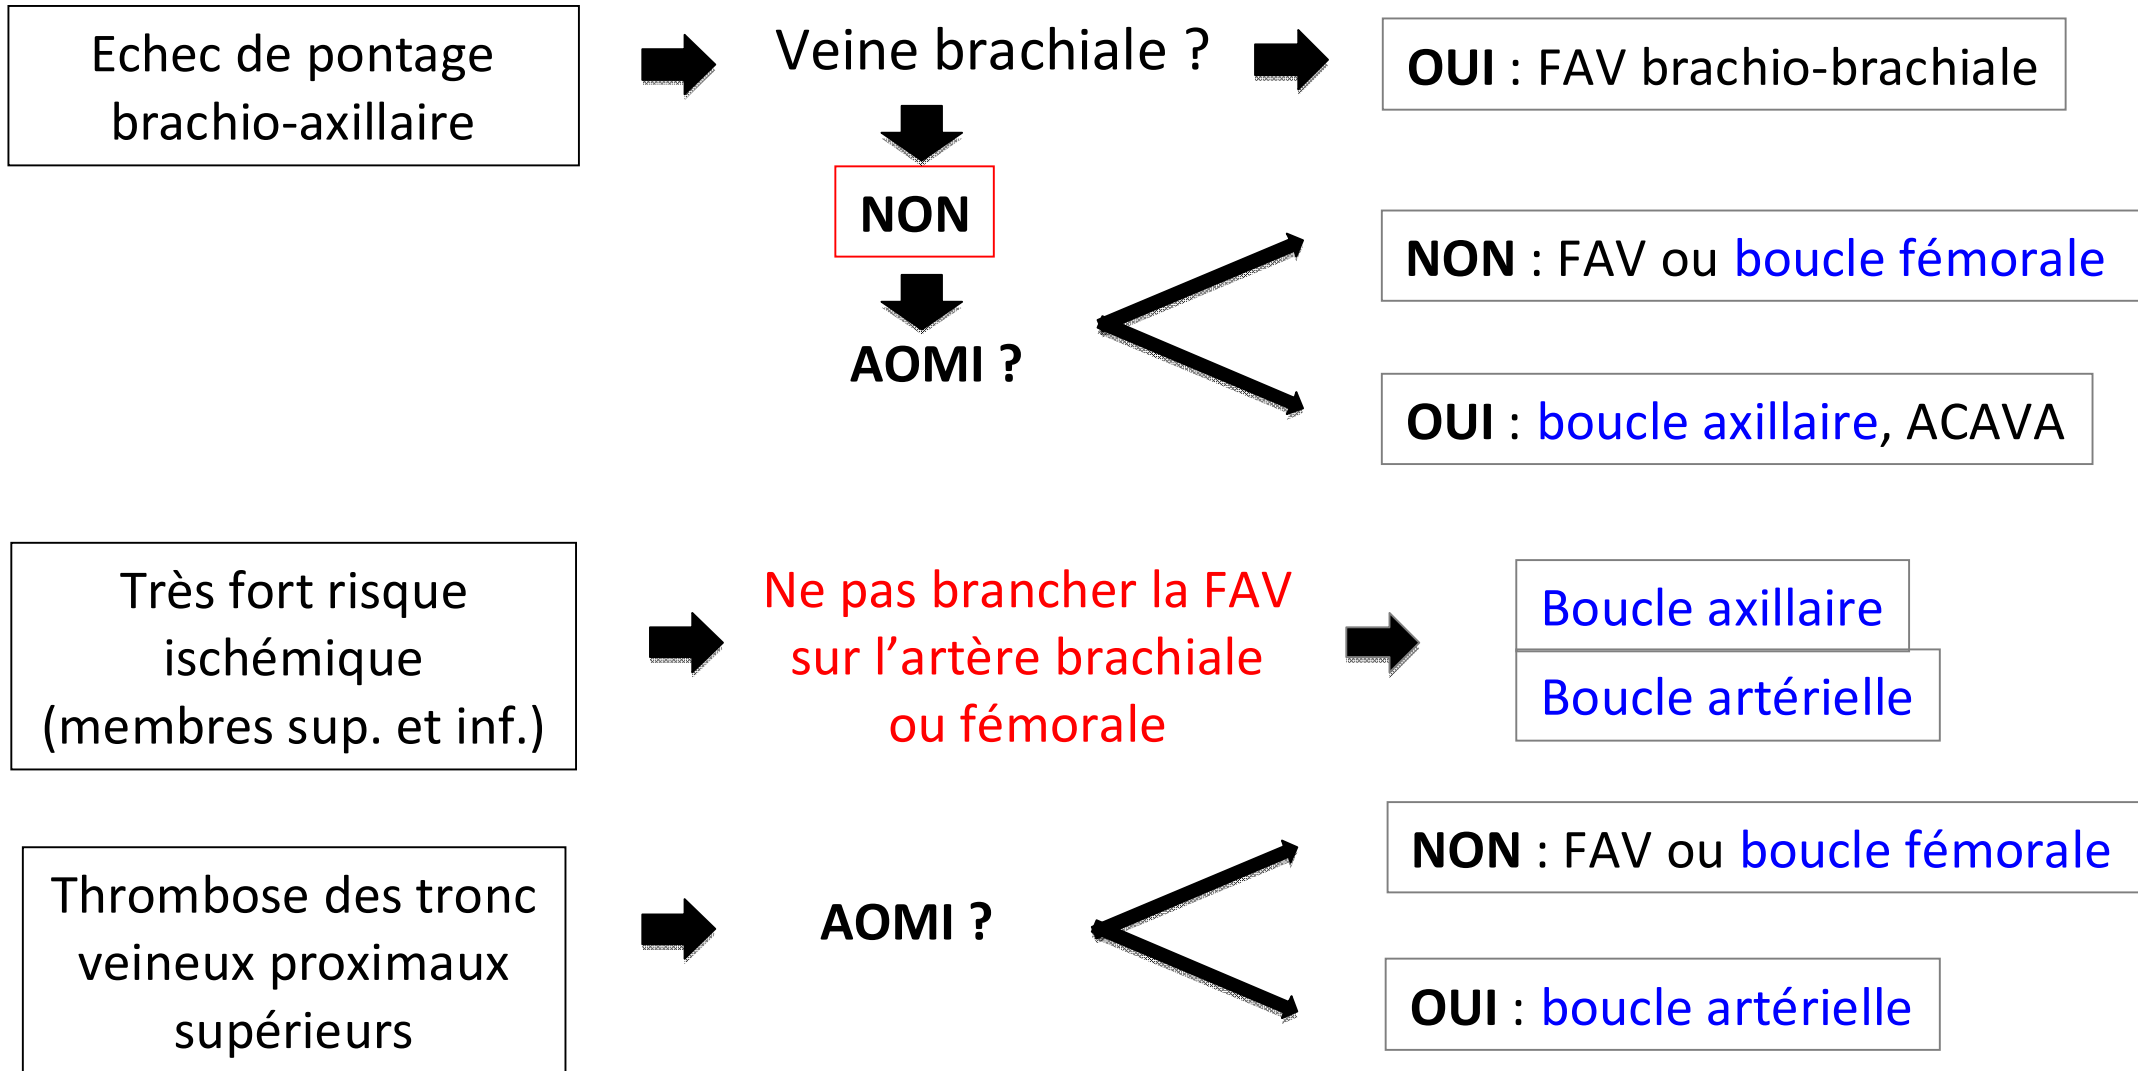 Echec de pontage
brachio-axillaire
Veine brachiale ?
OUI : FAV brachio-brachiale
NON
AOMI ?
NON : FAV ou boucle fémorale
OUI : boucle axillaire, ACAVA
Très fort risque
ischémique
(membres sup. et inf.)
Ne pas brancher la FAV
sur l’artère brachiale
ou fémorale
Boucle axillaire
Boucle artérielle
Thrombose des tronc
veineux proximaux
supérieurs
AOMI ?
NON : FAV ou boucle fémorale
OUI : boucle artérielle